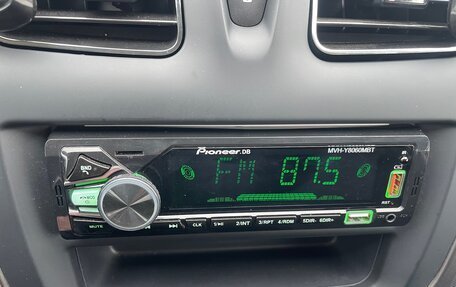 Pioneer.DB
MVH-Y8060MBT
BND
FM 87.5
MUTE
CLK 1/⏯ 2/INT 3/RPT 4/RDM 5DIR- 6DIR+
RST